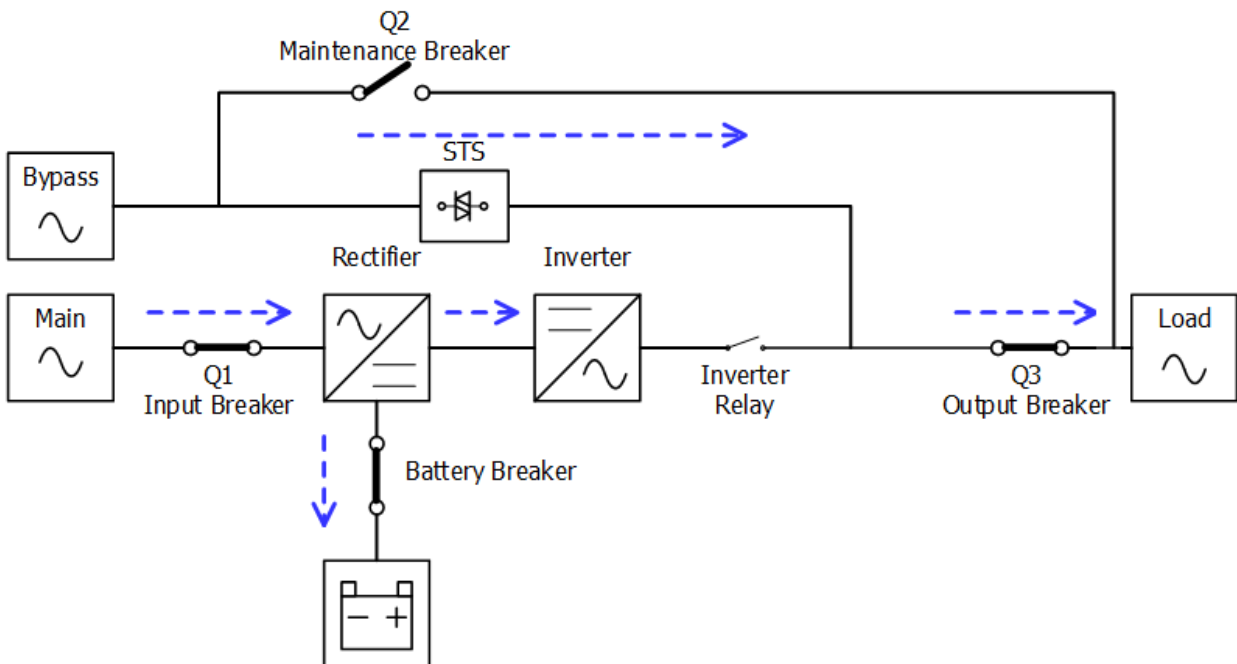 Q2
Maintenance Breaker
STS
Bypass
Rectifier
Inverter
Main
Load
Q1
Input Breaker
Inverter
Relay
Q3
Output Breaker
Battery Breaker
− +